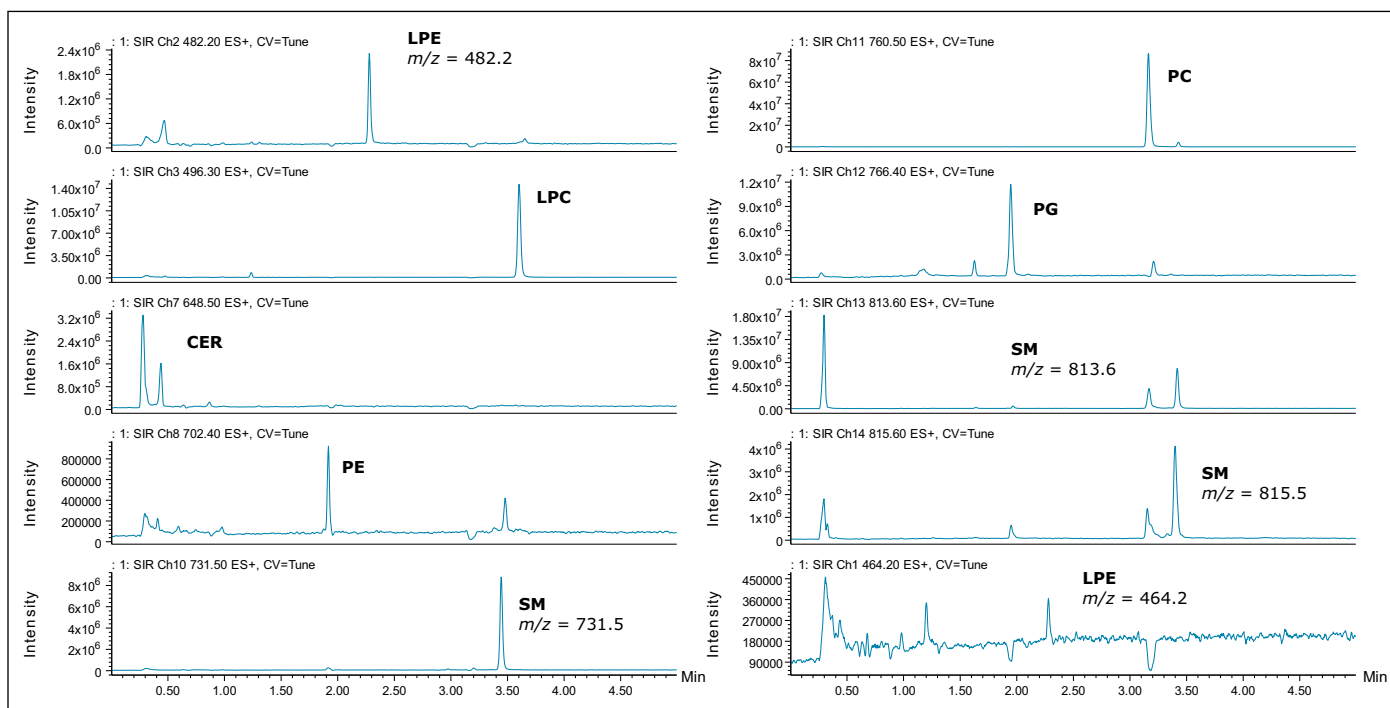 : 1: SIR Ch2 482.20 ES+, CV=Tune
LPE
m/z = 482.2
Intensity
2.4x10⁶
1.8x10⁶
1.2x10⁶
6.0x10⁵
0.0
: 1: SIR Ch3 496.30 ES+, CV=Tune
LPC
Intensity
1.40x10⁷
1.05x10⁷
7.00x10⁶
3.50x10⁶
0.00
: 1: SIR Ch7 648.50 ES+, CV=Tune
CER
Intensity
3.2x10⁶
2.4x10⁶
1.6x10⁶
8.0x10⁵
0.0
: 1: SIR Ch8 702.40 ES+, CV=Tune
PE
Intensity
800000
600000
400000
200000
0
: 1: SIR Ch10 731.50 ES+, CV=Tune
SM
m/z = 731.5
Intensity
8x10⁶
6x10⁶
4x10⁶
2x10⁶
0
0.50 1.00 1.50 2.00 2.50 3.00 3.50 4.00 4.50 Min
: 1: SIR Ch11 760.50 ES+, CV=Tune
PC
Intensity
8x10⁷
6x10⁷
4x10⁷
2x10⁷
0
: 1: SIR Ch12 766.40 ES+, CV=Tune
PG
Intensity
1.2x10⁷
9.0x10⁶
6.0x10⁶
3.0x10⁶
0.0
: 1: SIR Ch13 813.60 ES+, CV=Tune
SM
m/z = 813.6
Intensity
1.80x10⁷
1.35x10⁷
9.00x10⁶
4.50x10⁶
0.00
: 1: SIR Ch14 815.60 ES+, CV=Tune
SM
m/z = 815.5
Intensity
4x10⁶
3x10⁶
2x10⁶
1x10⁶
0
: 1: SIR Ch1 464.20 ES+, CV=Tune
LPE
m/z = 464.2
Intensity
450000
360000
270000
180000
90000
0.50 1.00 1.50 2.00 2.50 3.00 3.50 4.00 4.50 Min